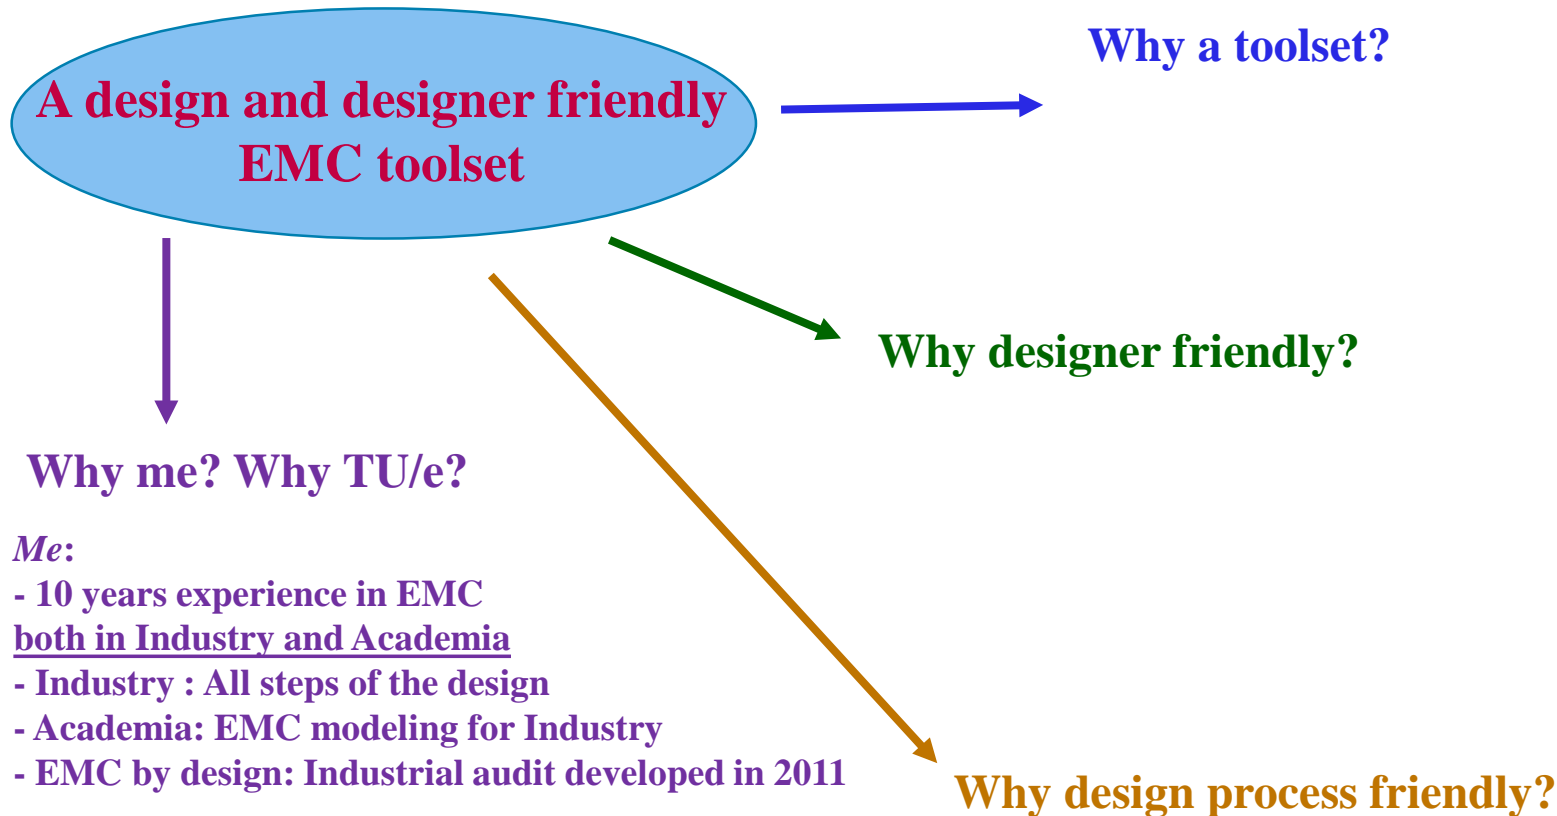 A design and designer friendly
EMC toolset
Why a toolset?
Why designer friendly?
Why me? Why TU/e?
Me:
- 10 years experience in EMC
both in Industry and Academia
- Industry : All steps of the design
- Academia: EMC modeling for Industry
- EMC by design: Industrial audit developed in 2011
Why design process friendly?